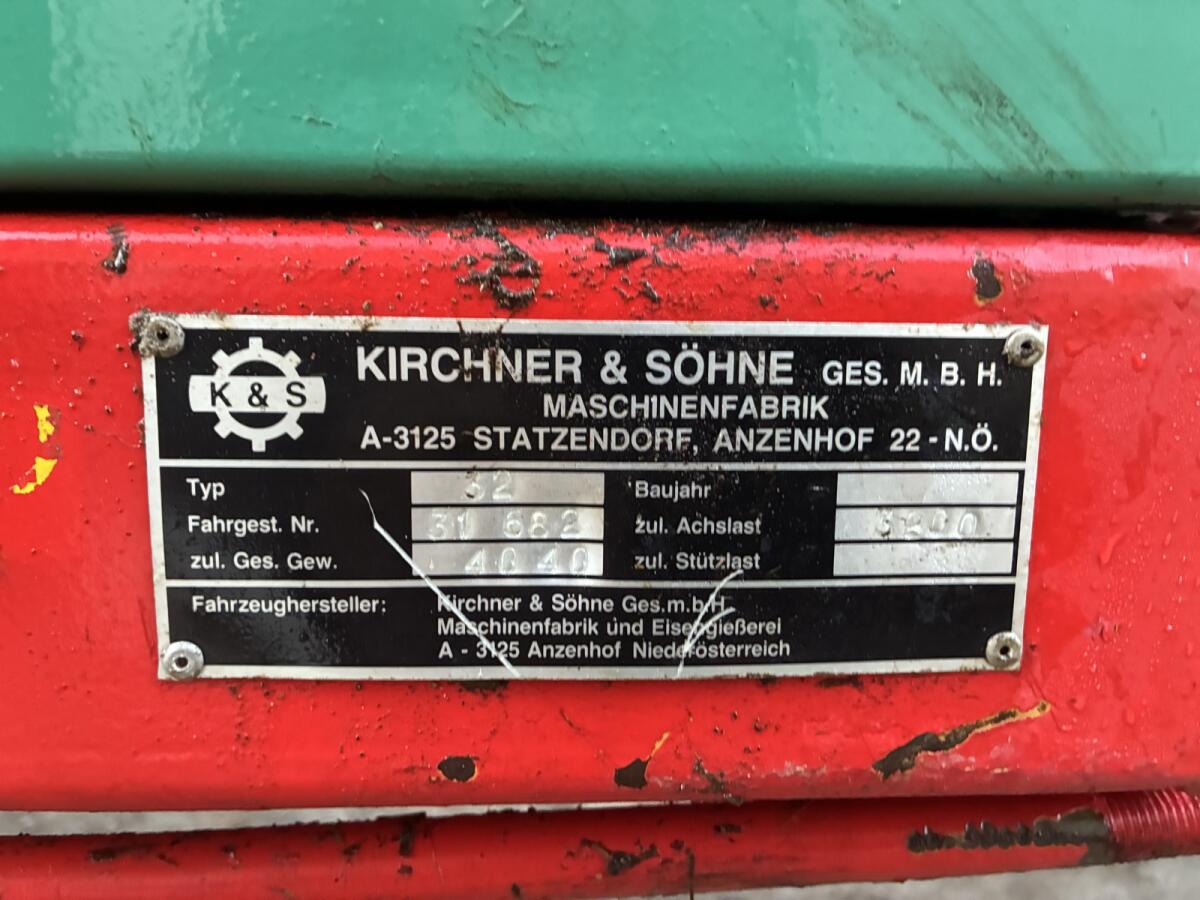 K & S
KIRCHNER & SÖHNE GES. M. B. H.
MASCHINENFABRIK
A-3125 STATZENDORF, ANZENHOF 22 - N.Ö.
Typ 32 Baujahr
Fahrgest. Nr. 31 682 zul. Achslast 3200
zul. Ges. Gew. 4040 zul. Stützlast
Fahrzeughersteller: Kirchner & Söhne Ges.m.b.H.
Maschinenfabrik und Eisengießerei
A - 3125 Anzenhof Niederösterreich